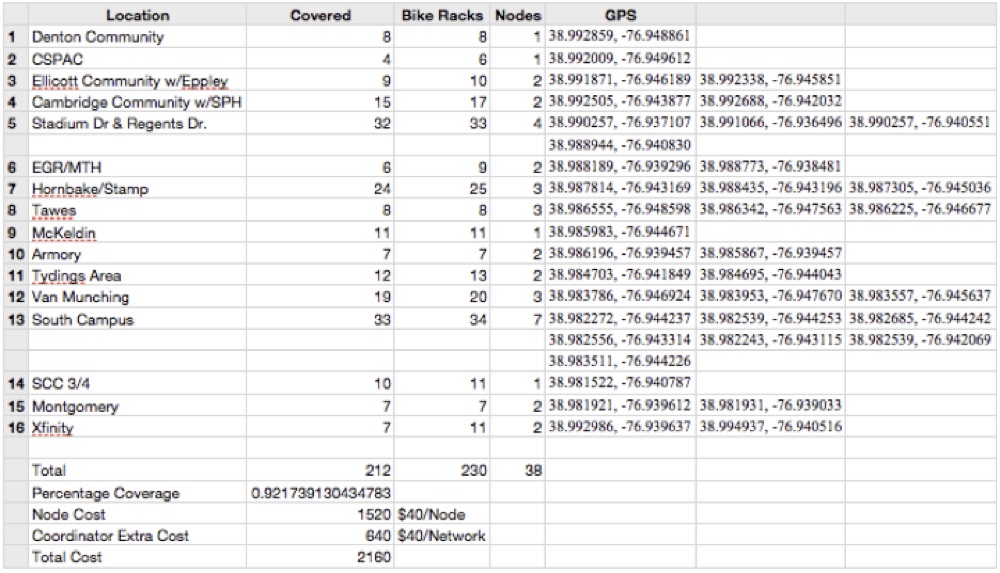 Location Covered Bike Racks Nodes GPS
1 Denton Community 8 8 1 38.992859, -76.948861
2 CSPAC 4 6 1 38.992009, -76.949612
3 Ellicott Community w/Eppley 9 10 2 38.991871, -76.946189 38.992338, -76.945851
4 Cambridge Community w/SPH 15 17 2 38.992505, -76.943877 38.992688, -76.942032
5 Stadium Dr & Regents Dr. 32 33 4 38.990257, -76.937107 38.991066, -76.936496 38.990257, -76.940551
38.988944, -76.940830
6 EGR/MTH 6 9 2 38.988189, -76.939296 38.988773, -76.938481
7 Hornbake/Stamp 24 25 3 38.987814, -76.943169 38.988435, -76.943196 38.987305, -76.945036
8 Tawes 8 8 3 38.986555, -76.948598 38.986342, -76.947563 38.986225, -76.946677
9 McKeldin 11 11 1 38.985983, -76.944671
10 Armory 7 7 2 38.986196, -76.939457 38.985867, -76.939457
11 Tydings Area 12 13 2 38.984703, -76.941849 38.984695, -76.944043
12 Van Munching 19 20 3 38.983786, -76.946924 38.983953, -76.947670 38.983557, -76.945637
13 South Campus 33 34 7 38.982272, -76.944237 38.982539, -76.944253 38.982685, -76.944242
38.982556, -76.943314 38.982243, -76.943115 38.982539, -76.942069
38.983511, -76.944226
14 SCC 3/4 10 11 1 38.981522, -76.940787
15 Montgomery 7 7 2 38.981921, -76.939612 38.981931, -76.939033
16 Xfinity 7 11 2 38.992986, -76.939637 38.994937, -76.940516
Total 212 230 38
Percentage Coverage 0.921739130434783
Node Cost 1520 $40/Node
Coordinator Extra Cost 640 $40/Network
Total Cost 2160